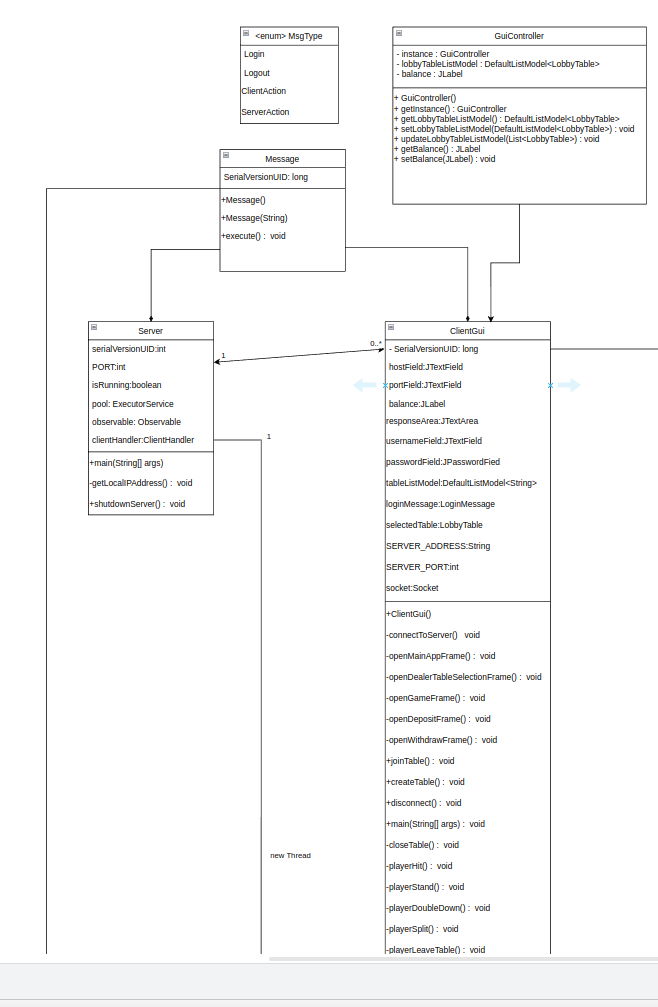 <enum> MsgType
Login
Logout
ClientAction
ServerAction
GuiController
- instance : GuiController
- lobbyTableListModel : DefaultListModel<LobbyTable>
- balance : JLabel
+ GuiController()
+ getInstance() : GuiController
+ getLobbyTableListModel() : DefaultListModel<LobbyTable>
+ setLobbyTableListModel(DefaultListModel<LobbyTable>) : void
+ updateLobbyTableListModel(List<LobbyTable>) : void
+ getBalance() : JLabel
+ setBalance(JLabel) : void
Message
SerialVersionUID: long
+Message()
+Message(String)
+execute() : void
Server
serialVersionUID:int
PORT:int
isRunning:boolean
pool: ExecutorService
observable: Observable
clientHandler:ClientHandler
+main(String[] args)
-getLocalIPAddress() : void
+shutdownServer() : void
1
0..*
1
new Thread
ClientGui
- SerialVersionUID: long
hostField:JTextField
portField:JTextField
balance:JLabel
responseArea:JTextArea
usernameField:JTextField
passwordField:JPasswordFied
tableListModel:DefaultListModel<String>
loginMessage:LoginMessage
selectedTable:LobbyTable
SERVER_ADDRESS:String
SERVER_PORT:int
socket:Socket
+ClientGui()
-connectToServer() void
-openMainAppFrame() : void
-openDealerTableSelectionFrame() : void
-openGameFrame() : void
-openDepositFrame() : void
-openWithdrawFrame() : void
+joinTable() : void
+createTable() : void
+disconnect() : void
+main(String[] args) : void
-closeTable() : void
-playerHit() : void
-playerStand() : void
-playerDoubleDown() : void
-playerSplit() : void
-playerLeaveTable() : void